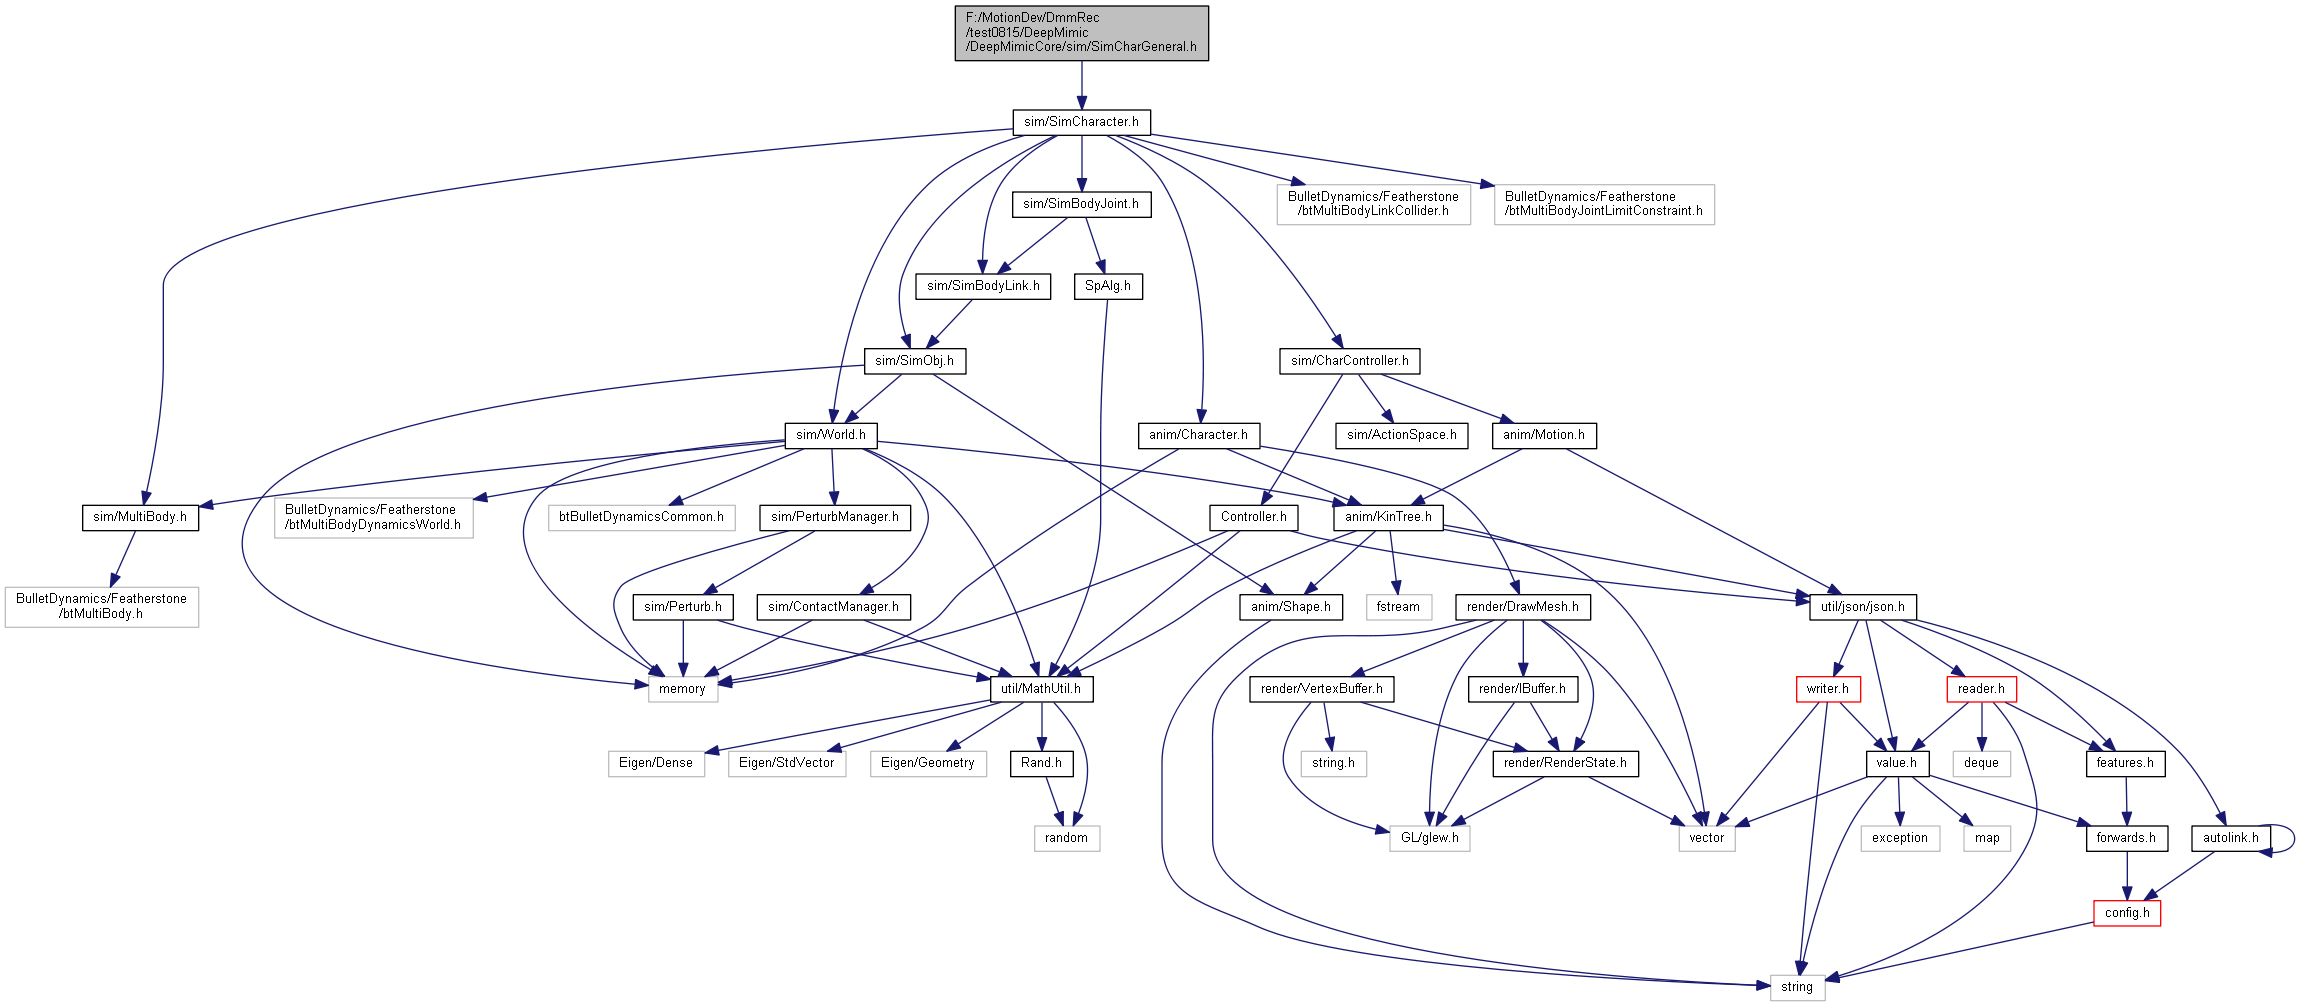 F:/MotionDev/DmmRec
/test0815/DeepMimic
/DeepMimicCore/sim/SimCharGeneral.h
sim/SimCharacter.h
sim/SimBodyJoint.h
BulletDynamics/Featherstone
/btMultiBodyLinkCollider.h
BulletDynamics/Featherstone
/btMultiBodyJointLimitConstraint.h
sim/SimBodyLink.h
SpAlg.h
sim/SimObj.h
sim/CharController.h
sim/World.h
anim/Character.h
sim/ActionSpace.h
anim/Motion.h
sim/MultiBody.h
BulletDynamics/Featherstone
/btMultiBodyDynamicsWorld.h
btBulletDynamicsCommon.h
sim/PerturbManager.h
Controller.h
anim/KinTree.h
BulletDynamics/Featherstone
/btMultiBody.h
sim/Perturb.h
sim/ContactManager.h
anim/Shape.h
fstream
render/DrawMesh.h
util/json/json.h
memory
util/MathUtil.h
render/VertexBuffer.h
render/IBuffer.h
writer.h
reader.h
Eigen/Dense
Eigen/StdVector
Eigen/Geometry
Rand.h
string.h
render/RenderState.h
value.h
deque
features.h
random
GL/glew.h
vector
exception
map
forwards.h
autolink.h
config.h
string